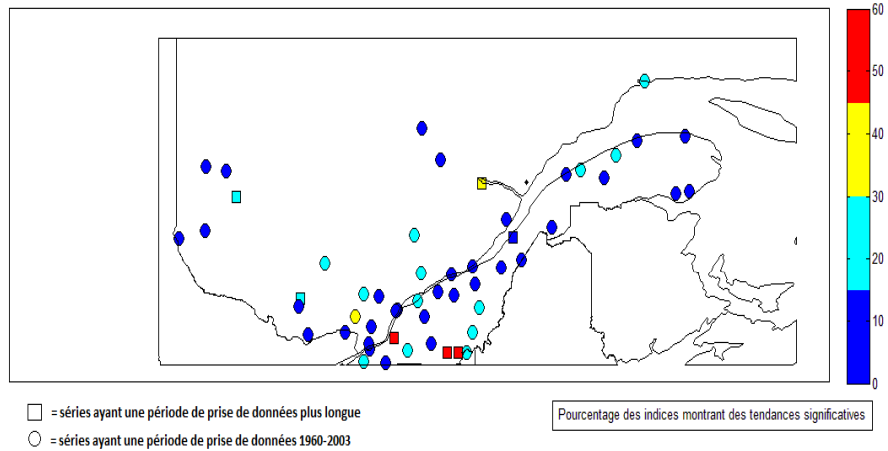 60
50
40
30
20
10
0
= séries ayant une période de prise de données plus longue
= séries ayant une période de prise de données 1960-2003
Pourcentage des indices montrant des tendances significatives